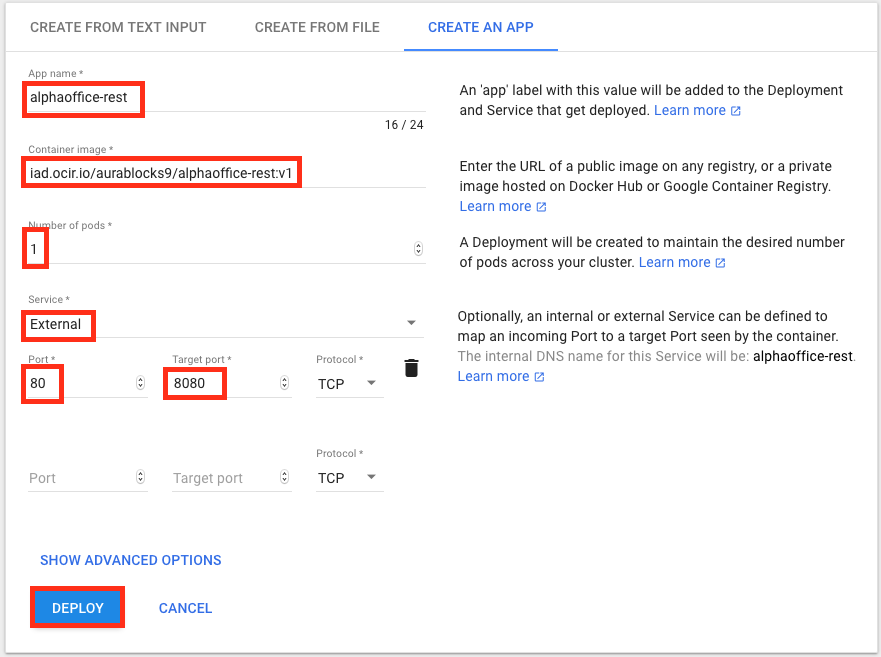 CREATE FROM TEXT INPUT
CREATE FROM FILE
CREATE AN APP
App name *
alphaoffice-rest
16 / 24
An 'app' label with this value will be added to the Deployment
and Service that get deployed. Learn more
Container image *
iad.ocir.io/aurablocks9/alphaoffice-rest:v1
Enter the URL of a public image on any registry, or a private
image hosted on Docker Hub or Google Container Registry.
Learn more
Number of pods *
1
A Deployment will be created to maintain the desired number
of pods across your cluster. Learn more
Service *
External
Optionally, an internal or external Service can be defined to
map an incoming Port to a target Port seen by the container.
The internal DNS name for this Service will be: alphaoffice-rest.
Learn more
Port *
Target port *
Protocol *
80
8080
TCP
Protocol *
Port
Target port
TCP
SHOW ADVANCED OPTIONS
DEPLOY
CANCEL